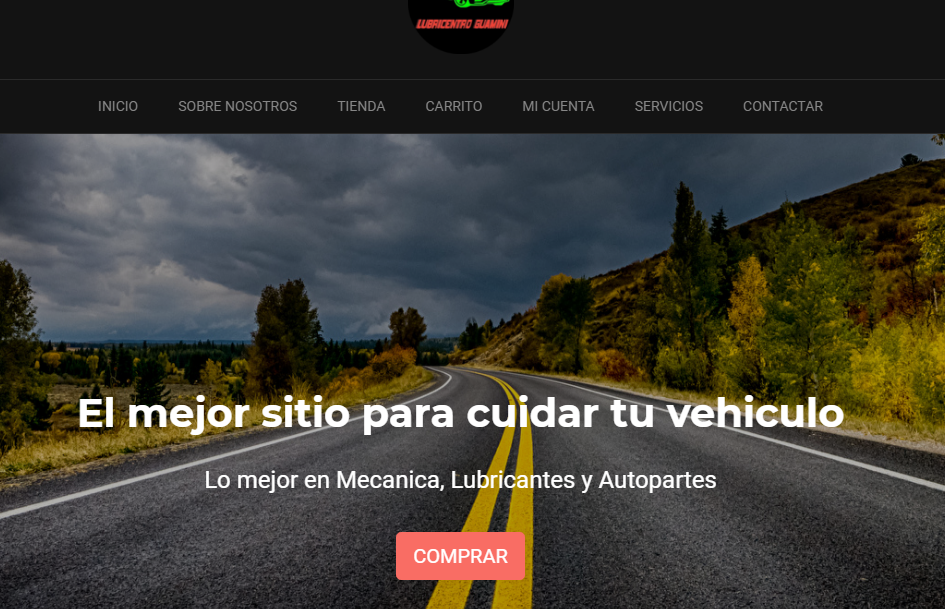 LUBRICENTRO GUAMINI
INICIO SOBRE NOSOTROS TIENDA CARRITO MI CUENTA SERVICIOS CONTACTAR
El mejor sitio para cuidar tu vehiculo
Lo mejor en Mecanica, Lubricantes y Autopartes
COMPRAR